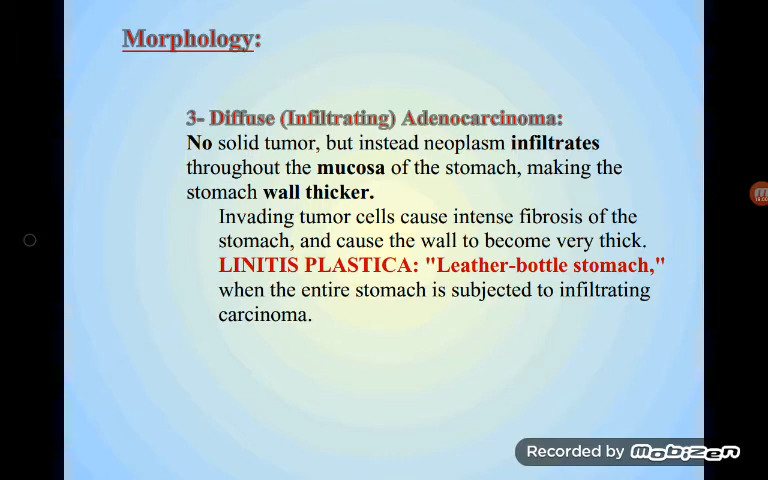 Morphology:
3- Diffuse (Infiltrating) Adenocarcinoma:
No solid tumor, but instead neoplasm infiltrates
throughout the mucosa of the stomach, making the
stomach wall thicker.
Invading tumor cells cause intense fibrosis of the
stomach, and cause the wall to become very thick.
LINITIS PLASTICA: "Leather-bottle stomach,"
when the entire stomach is subjected to infiltrating
carcinoma.
Recorded by mobizen